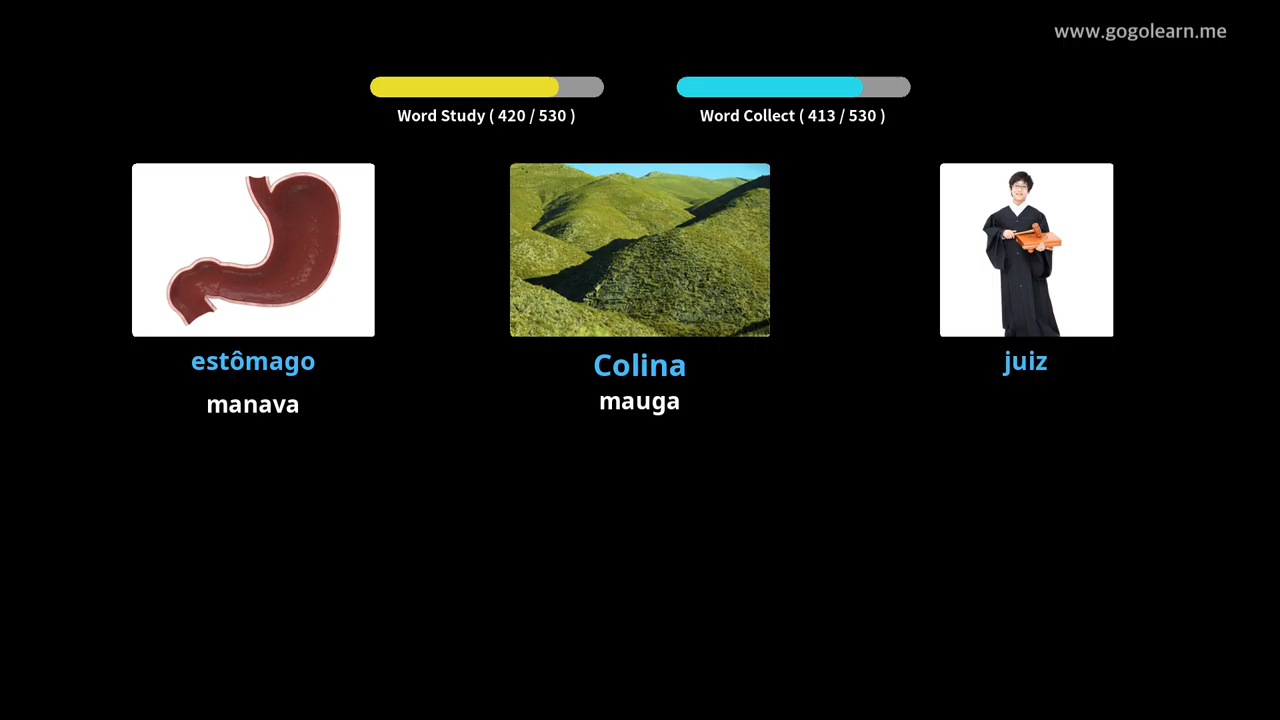 www.gogolearn.me
Word Study ( 420 / 530 )
Word Collect ( 413 / 530 )
estômago
manava
Colina
mauga
juiz